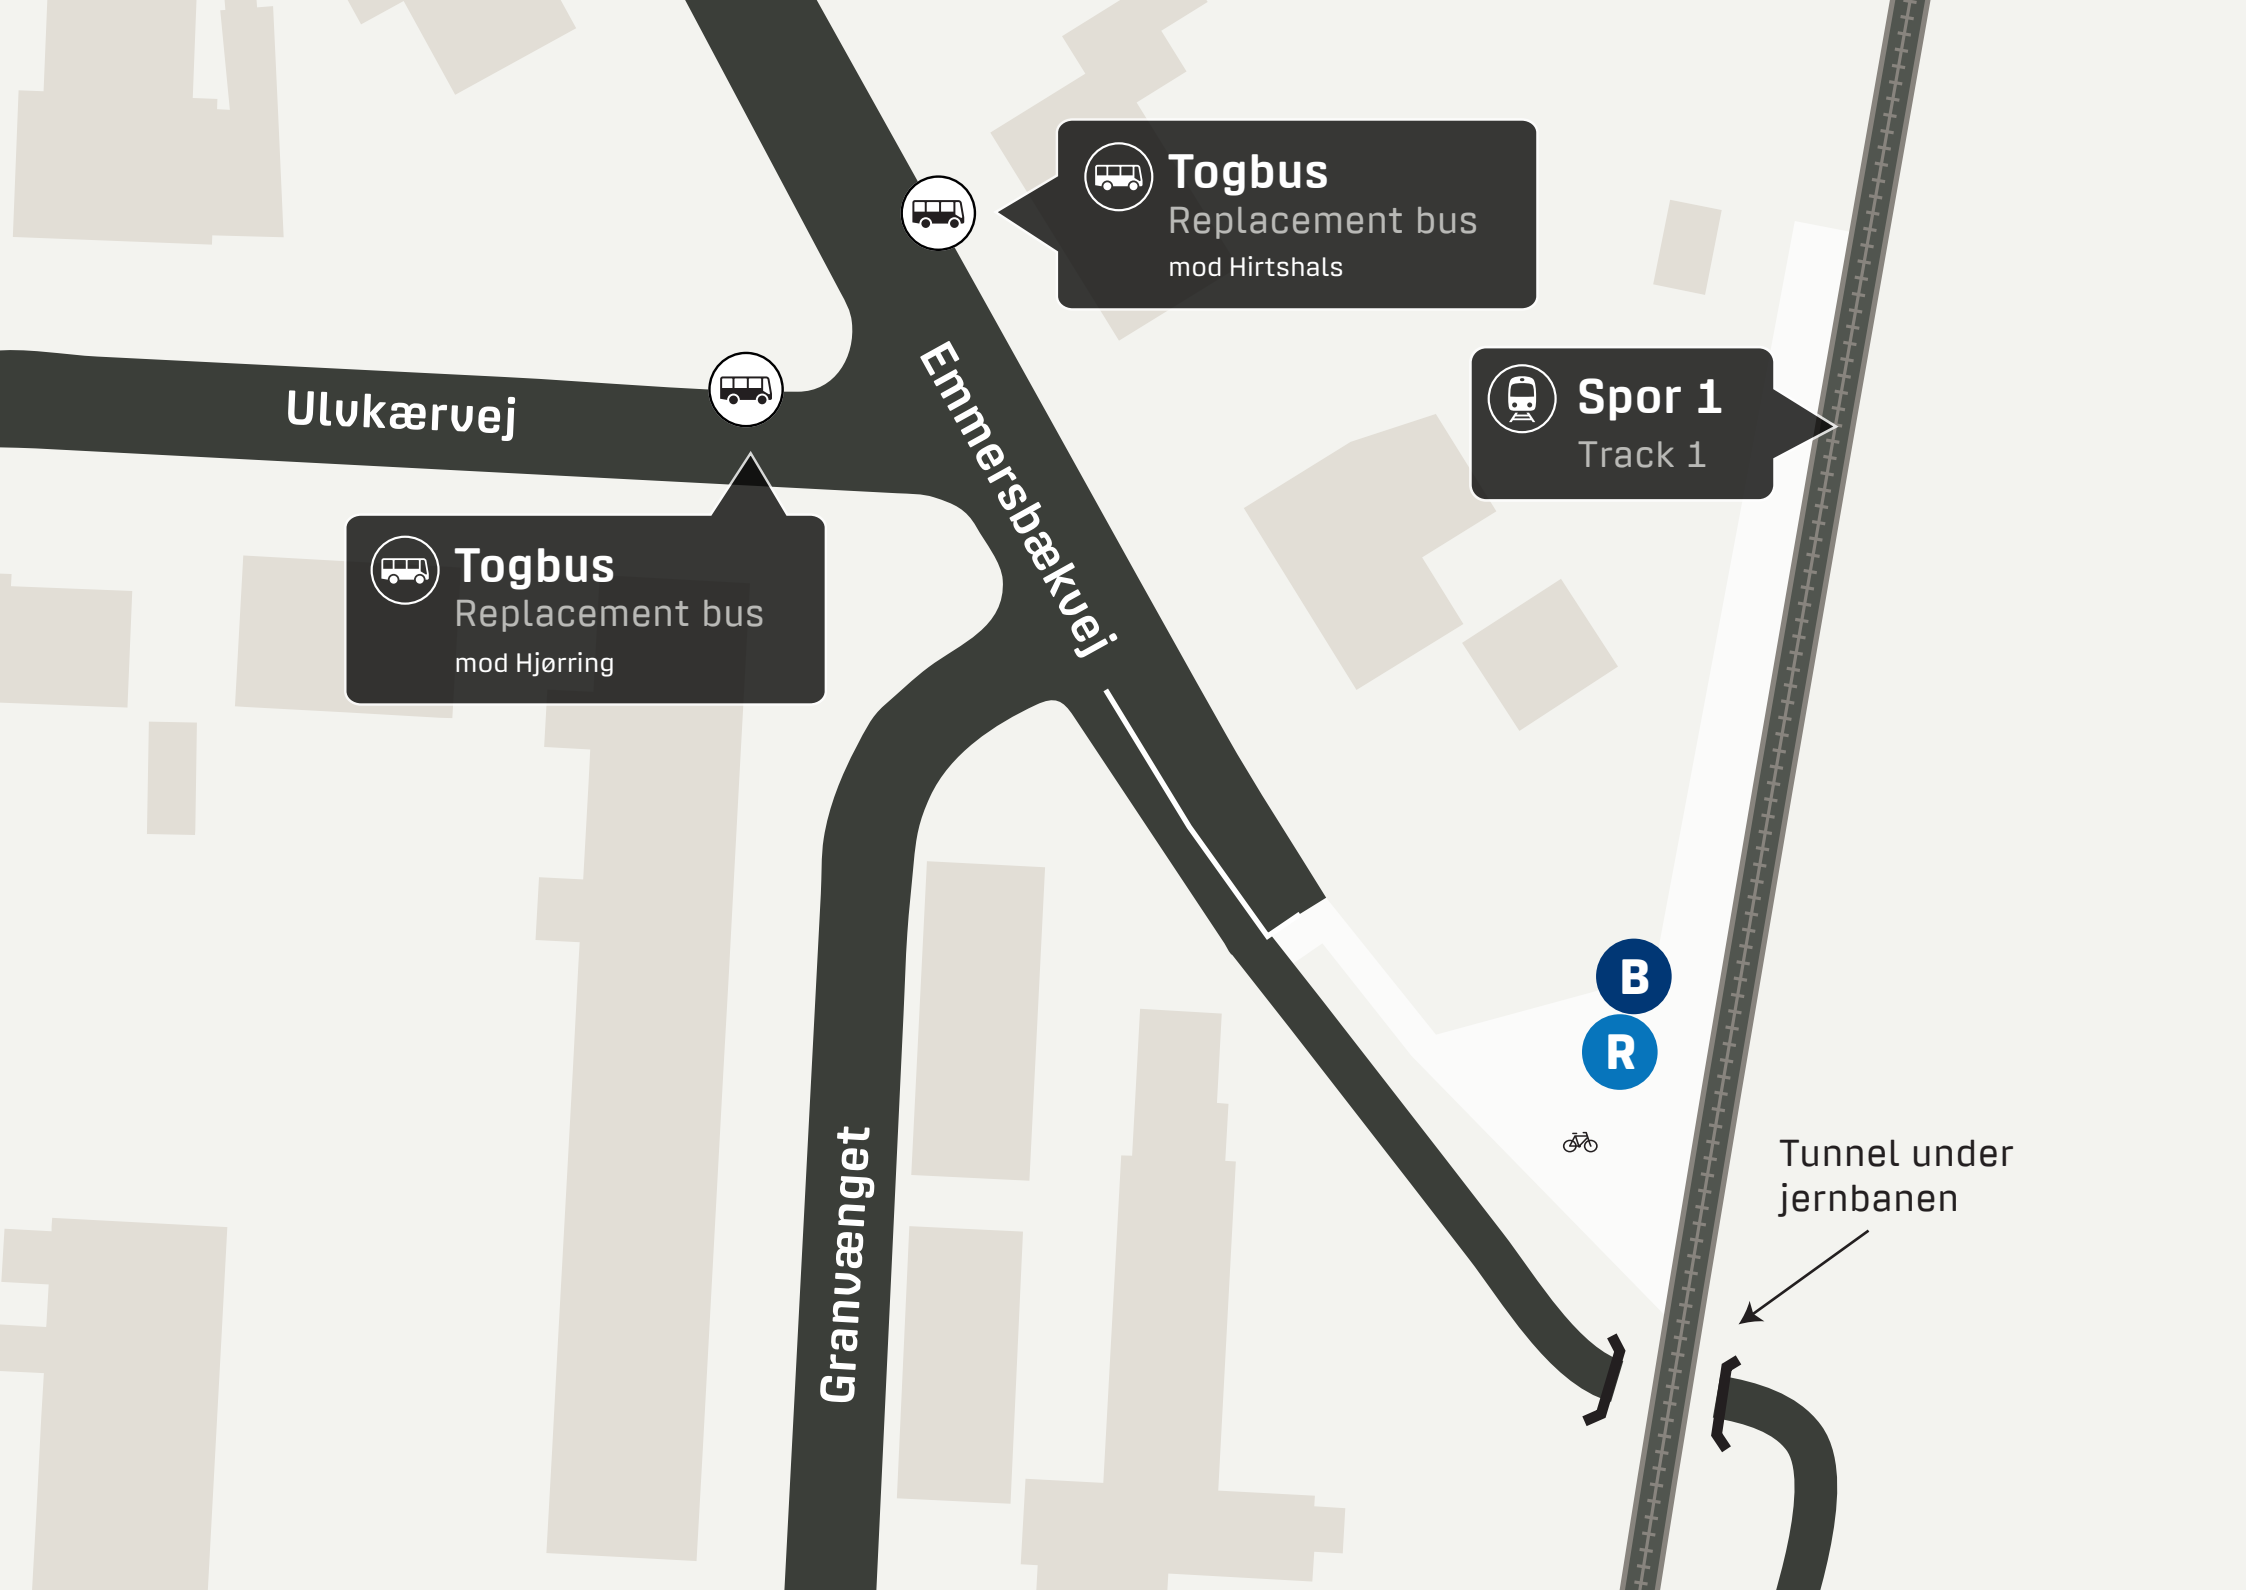 Togbus
Replacement bus
mod Hirtshals
Ulvkærvej
Emmersbækvej
Spor 1
Track 1
Togbus
Replacement bus
mod Hjørring
B
R
Granvænget
Tunnel under
jernbanen